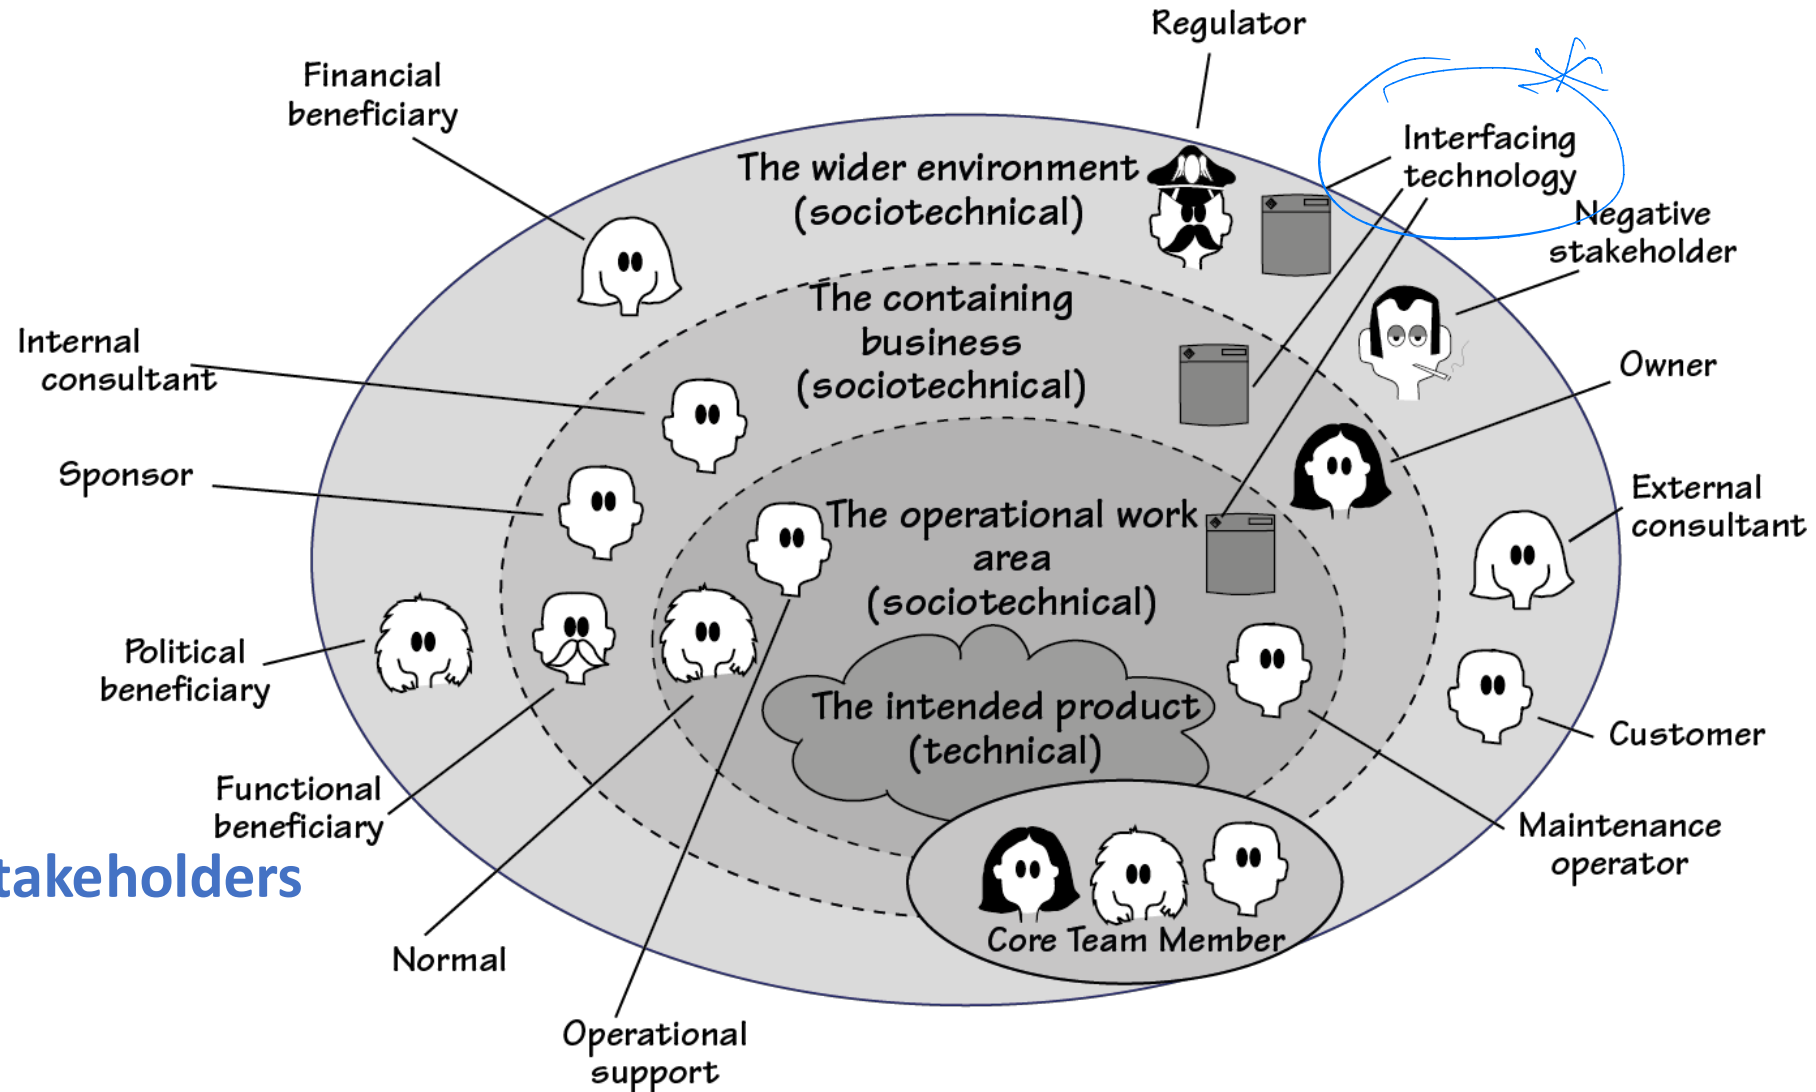 Regulator
Financial
beneficiary
Interfacing
technology
The wider environment
(sociotechnical)
Negative
stakeholder
The containing
business
(sociotechnical)
Internal
consultant
Owner
Sponsor
External
consultant
The operational work
area
(sociotechnical)
Political
beneficiary
The intended product
(technical)
Customer
Functional
beneficiary
Maintenance
operator
takeholders
Core Team Member
Normal
Operational
support